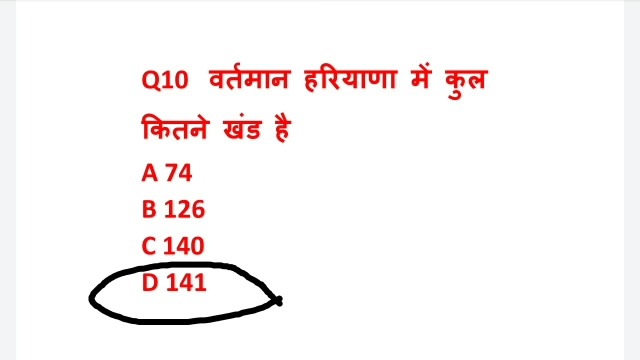 Q10 वर्तमान हरियाणा में कुल
कितने खंड है
A 74
B 126
C 140
D 141